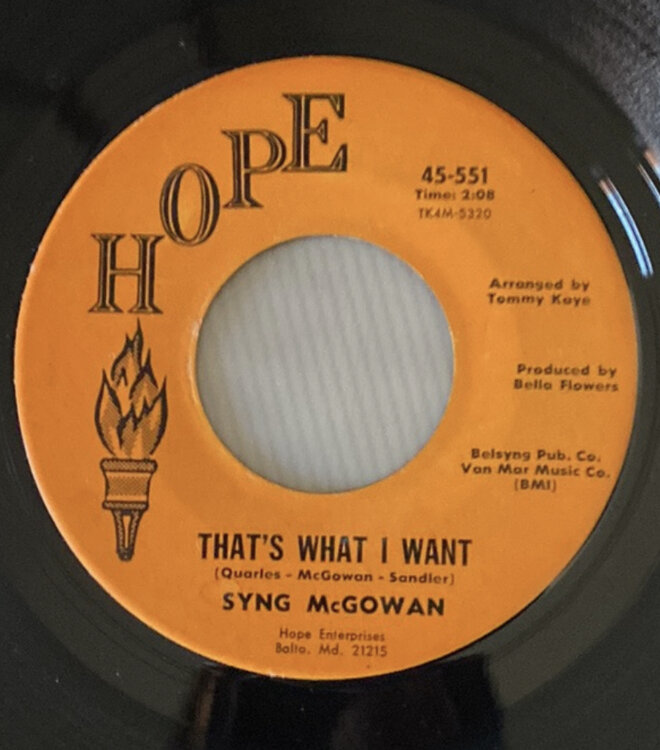 HOPE
45-551
Time: 2:08
TK4M-5320
Arranged by
Tommy Kaye
Produced by
Bella Flowers
Belsyng Pub. Co.
Van Mar Music Co.
(BMI)
THAT'S WHAT I WANT
(Quarles - McGowan - Sandler)
SYNG McGOWAN
Hope Enterprises
Balto. Md. 21215